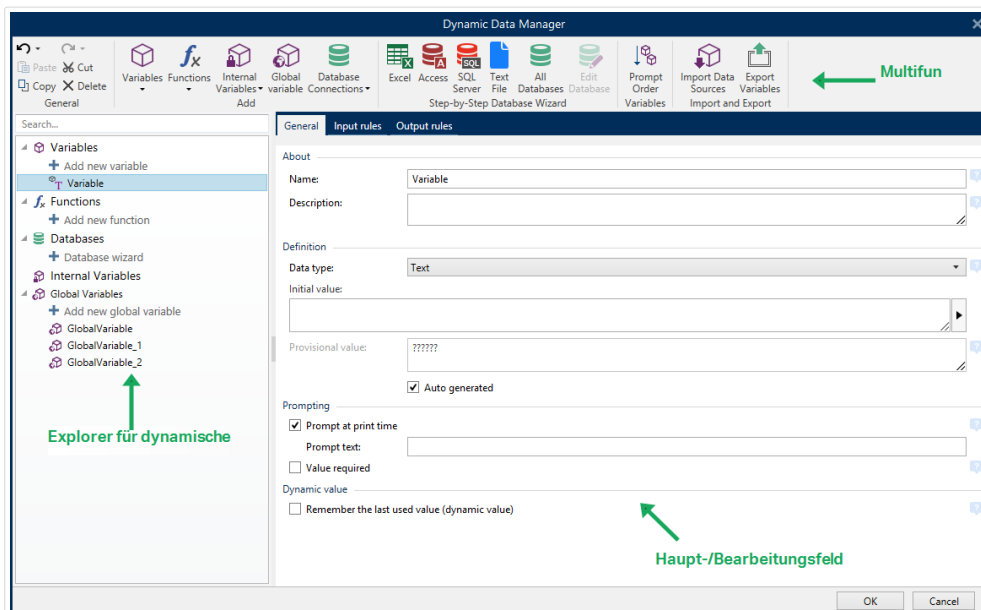 Dynamic Data Manager
Paste Cut
Copy Delete
General
Variables Functions Internal Variables Global variable Database Connections
Add
Excel Access SQL Server Text File All Databases Edit Database
Step-by-Step Database Wizard
Prompt Order
Variables
Import Data Sources Export Variables
Import and Export
Multifun
Search...
Variables
Add new variable
Variable
Functions
Add new function
Databases
Database wizard
Internal Variables
Global Variables
Add new global variable
GlobalVariable
GlobalVariable_1
GlobalVariable_2
Explorer für dynamische
General Input rules Output rules
About
Name: Variable
Description:
Definition
Data type: Text
Initial value:
Provisional value: ??????
Auto generated
Prompting
Prompt at print time
Prompt text:
Value required
Dynamic value
Remember the last used value (dynamic value)
Haupt-/Bearbeitungsfeld
OK Cancel